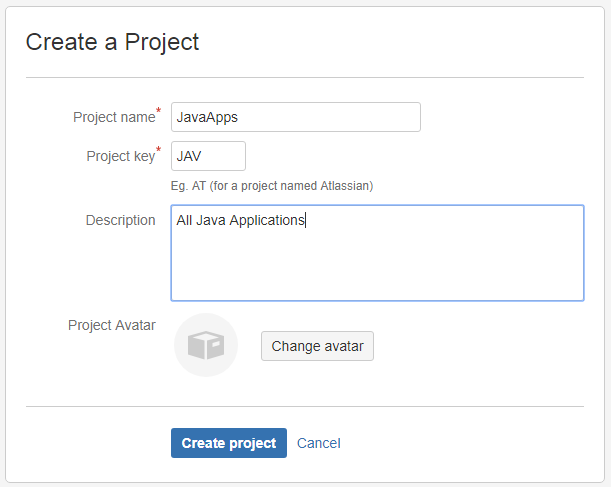 Create a Project
Project name* JavaApps
Project key* JAV
Eg. AT (for a project named Atlassian)
Description All Java Applications
Project Avatar Change avatar
Create project Cancel